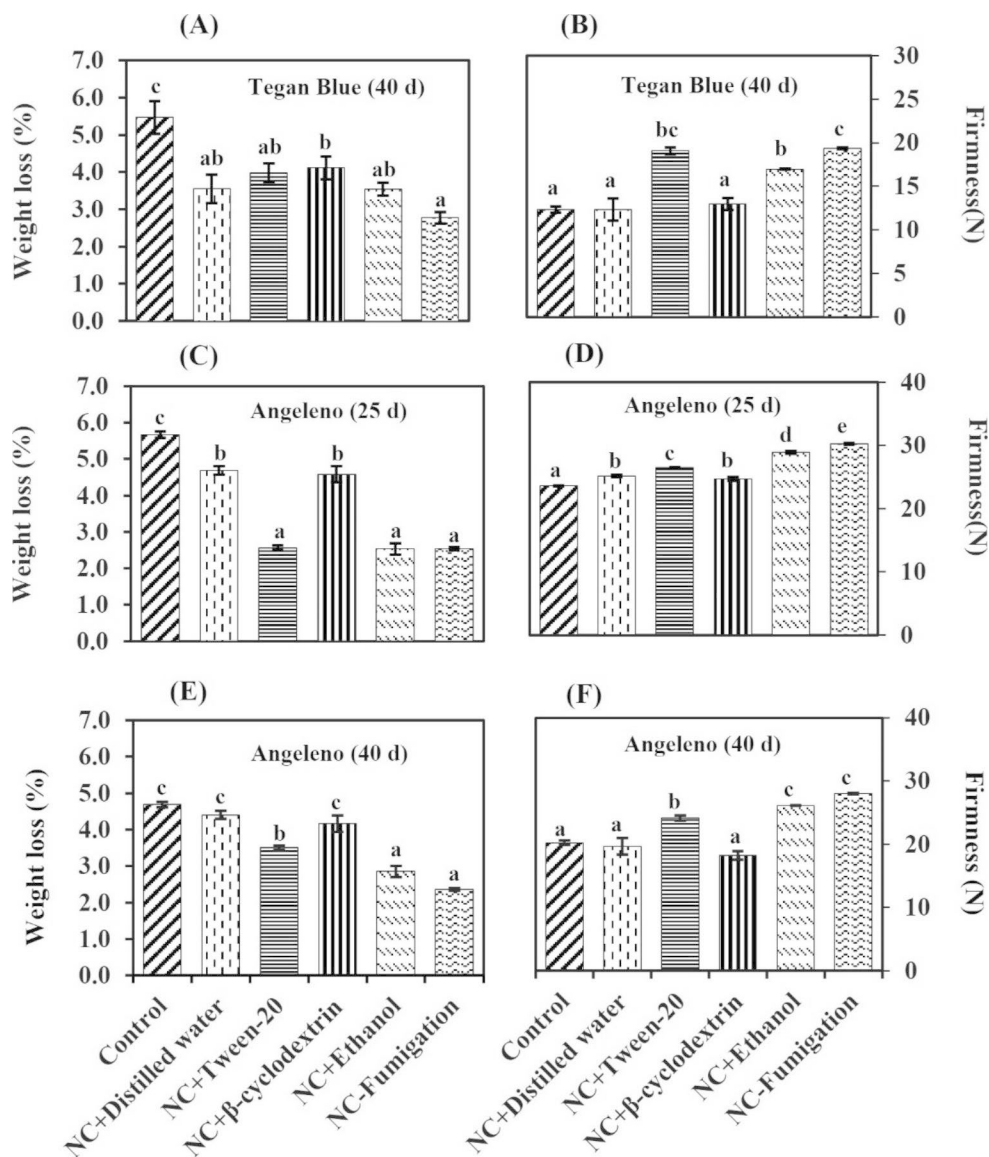 (A)
Weight loss (%)
7.0
6.0
5.0
4.0
3.0
2.0
1.0
0.0
Tegan Blue (40 d)
c
ab
ab
b
ab
a
(B)
Tegan Blue (40 d)
a
a
bc
a
b
c
30
25
20
15
10
5
0
Firmness(N)
(C)
Weight loss (%)
7.0
6.0
5.0
4.0
3.0
2.0
1.0
0.0
Angeleno (25 d)
c
b
a
b
a
a
(D)
Angeleno (25 d)
a
b
c
b
d
e
40
30
20
10
0
Firmness(N)
(E)
Weight loss (%)
7.0
6.0
5.0
4.0
3.0
2.0
1.0
0.0
Angeleno (40 d)
c
c
b
c
a
a
Control
NC+Distilled water
NC+Tween-20
NC+β-cyclodextrin
NC+Ethanol
NC-Fumigation
(F)
Angeleno (40 d)
a
a
b
a
c
c
40
30
20
10
0
Firmness (N)
Control
NC+Distilled water
NC+Tween-20
NC+β-cyclodextrin
NC+Ethanol
NC-Fumigation